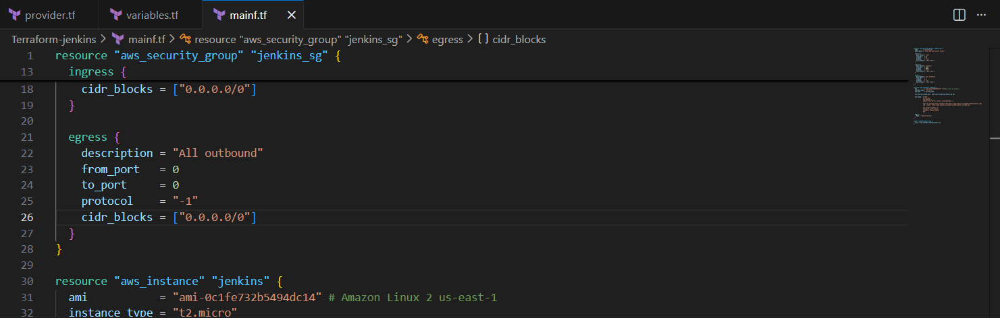 provider.tf variables.tf mainf.tf
Terraform-jenkins > mainf.tf > resource "aws_security_group" "jenkins_sg" > egress > [ ] cidr_blocks
1 resource "aws_security_group" "jenkins_sg" {
13 ingress {
18 cidr_blocks = ["0.0.0.0/0"]
19 }
20
21 egress {
22 description = "All outbound"
23 from_port = 0
24 to_port = 0
25 protocol = "-1"
26 cidr_blocks = ["0.0.0.0/0"]
27 }
28 }
29
30 resource "aws_instance" "jenkins" {
31 ami = "ami-0c1fe732b5494dc14" # Amazon Linux 2 us-east-1
32 instance_type = "t2.micro"